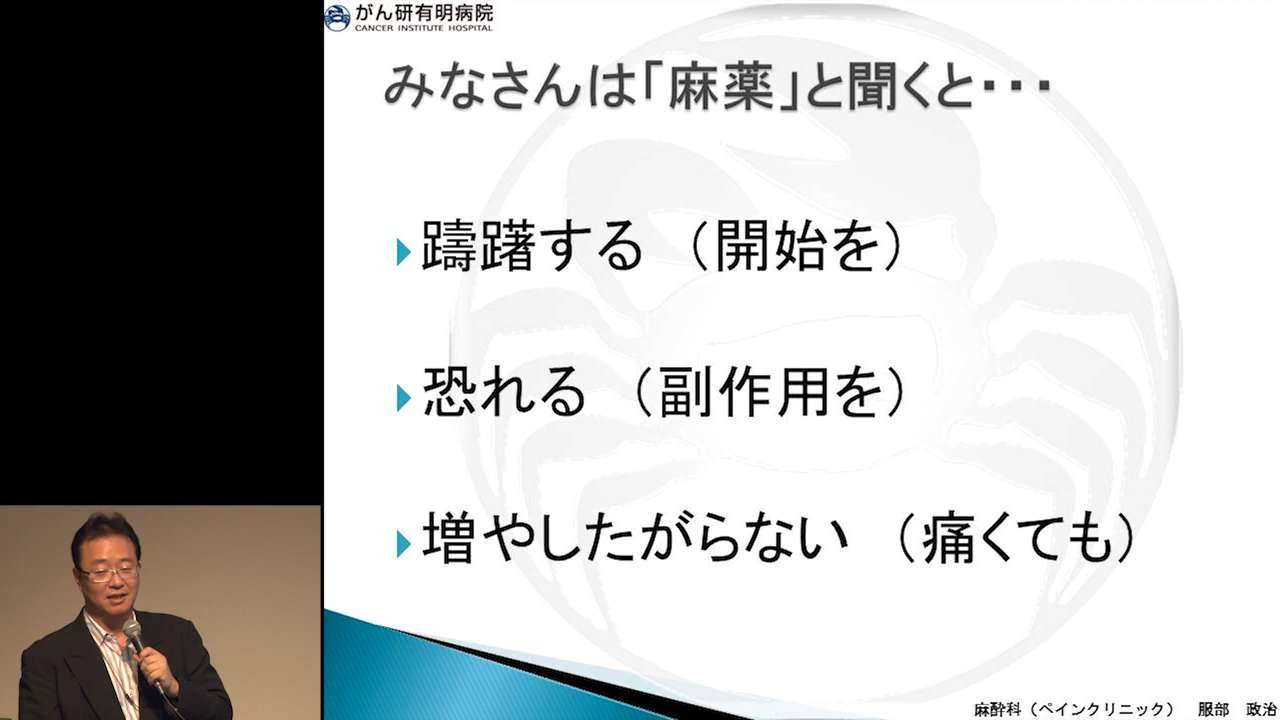 がん研有明病院
CANCER INSTITUTE HOSPITAL
みなさんは「麻薬」と聞くと・・・
躊躇する （開始を）
恐れる （副作用を）
増やしたがらない （痛くても）
麻酔科（ペインクリニック） 服部 政治